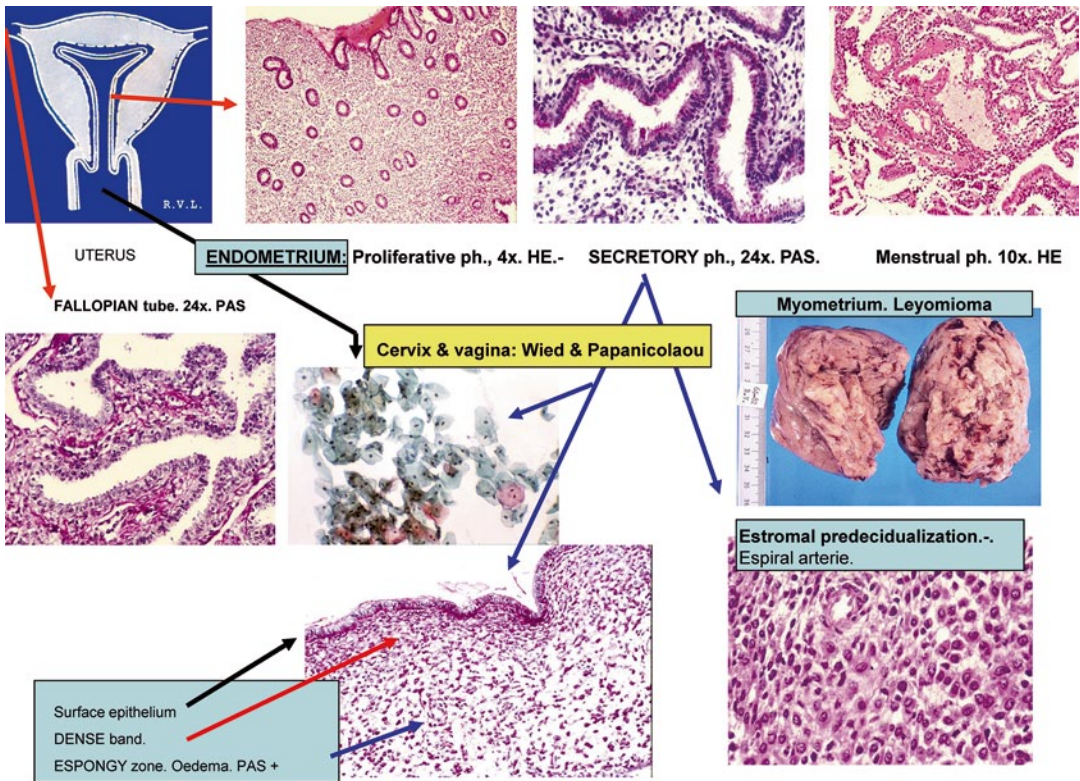 R.V.L.
UTERUS
ENDOMETRIUM: Proliferative ph., 4x. HE.-
SECRETORY ph., 24x. PAS.
Menstrual ph. 10x. HE
FALLOPIAN tube. 24x. PAS
Myometrium. Leyomioma
Cervix & vagina: Wied & Papanicolaou
Estromal predecidualization.-.
Espiral arterie.
Surface epithelium
DENSE band.
ESPONGY zone. Oedema. PAS +